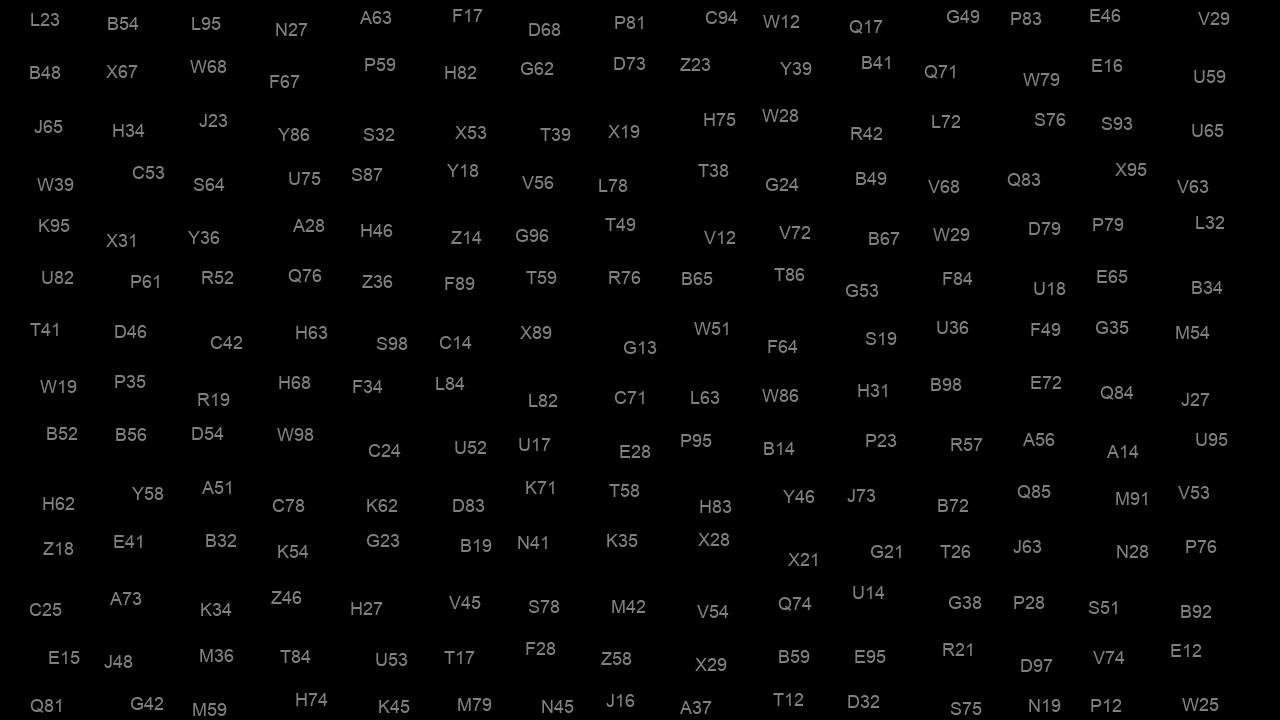 L23 B54 L95 N27 A63 F17 D68 P81 C94 W12 Q17 G49 P83 E46 V29
B48 X67 W68 F67 P59 H82 G62 D73 Z23 Y39 B41 Q71 W79 E16 U59
J65 H34 J23 Y86 S32 X53 T39 X19 H75 W28 R42 L72 S76 S93 U65
W39 C53 S64 U75 S87 Y18 V56 L78 T38 G24 B49 V68 Q83 X95 V63
K95 X31 Y36 A28 H46 Z14 G96 T49 V12 V72 B67 W29 D79 P79 L32
U82 P61 R52 Q76 Z36 F89 T59 R76 B65 T86 G53 F84 U18 E65 B34
T41 D46 C42 H63 S98 C14 X89 G13 W51 F64 S19 U36 F49 G35 M54
W19 P35 R19 H68 F34 L84 L82 C71 L63 W86 H31 B98 E72 Q84 J27
B52 B56 D54 W98 C24 U52 U17 E28 P95 B14 P23 R57 A56 A14 U95
H62 Y58 A51 C78 K62 D83 K71 T58 H83 Y46 J73 B72 Q85 M91 V53
Z18 E41 B32 K54 G23 B19 N41 K35 X28 X21 G21 T26 J63 N28 P76
C25 A73 K34 Z46 H27 V45 S78 M42 V54 Q74 U14 G38 P28 S51 B92
E15 J48 M36 T84 U53 T17 F28 Z58 X29 B59 E95 R21 D97 V74 E12
Q81 G42 M59 H74 K45 M79 N45 J16 A37 T12 D32 S75 N19 P12 W25